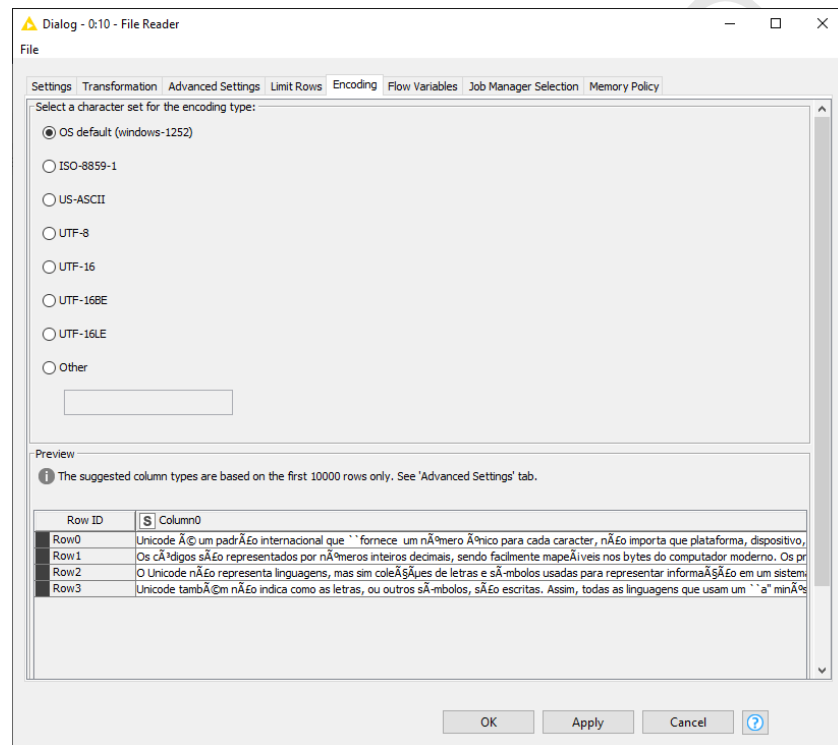 Dialog - 0:10 - File Reader
File
Settings Transformation Advanced Settings Limit Rows Encoding Flow Variables Job Manager Selection Memory Policy
Select a character set for the encoding type:
OS default (windows-1252)
ISO-8859-1
US-ASCII
UTF-8
UTF-16
UTF-16BE
UTF-16LE
Other
Preview
The suggested column types are based on the first 10000 rows only. See 'Advanced Settings' tab.
Row ID S Column0
Row0 Unicode Ã© um padrÃ£o internacional que ``fornece um nÃºmero Ãºnico para cada caracter, nÃ£o importa que plataforma, dispositivo,
Row1 Os cÃ³digos sÃ£o representados por nÃºmeros inteiros decimais, sendo facilmente mapeÃ¡veis nos bytes do computador moderno. Os pr
Row2 O Unicode nÃ£o representa linguagens, mas sim coleÃ§Ãµes de letras e sÃ-mbolos usadas para representar informaÃ§Ã£o em um sistema
Row3 Unicode tambÃ©m nÃ£o indica como as letras, ou outros sÃ-mbolos, sÃ£o escritas. Assim, todas as linguagens que usam um ``a" minÃºs
OK Apply Cancel ?